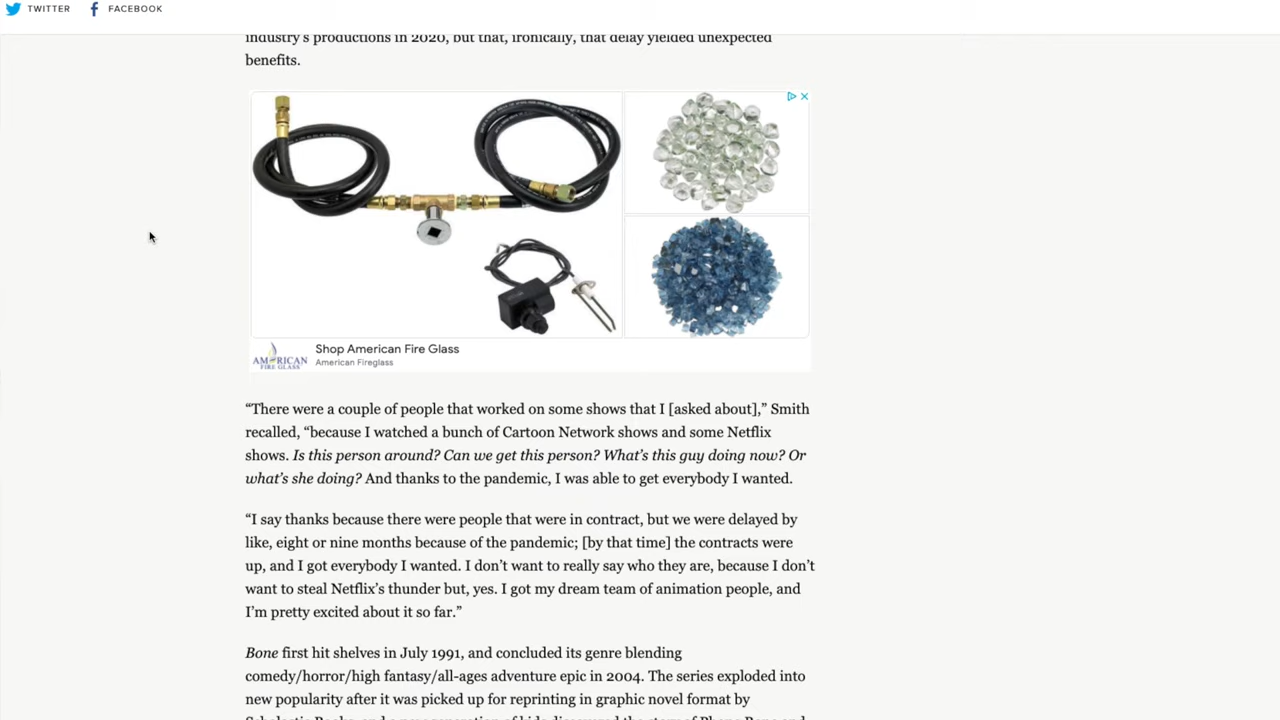 TWITTER FACEBOOK
industry's productions in 2020, but that, ironically, that delay yielded unexpected
benefits.
AMERICAN
FIRE GLASS
Shop American Fire Glass
American Fireglass
“There were a couple of people that worked on some shows that I [asked about],” Smith
recalled, “because I watched a bunch of Cartoon Network shows and some Netflix
shows. Is this person around? Can we get this person? What’s this guy doing now? Or
what’s she doing? And thanks to the pandemic, I was able to get everybody I wanted.
“I say thanks because there were people that were in contract, but we were delayed by
like, eight or nine months because of the pandemic; [by that time] the contracts were
up, and I got everybody I wanted. I don’t want to really say who they are, because I don’t
want to steal Netflix’s thunder but, yes. I got my dream team of animation people, and
I’m pretty excited about it so far.”
Bone first hit shelves in July 1991, and concluded its genre blending
comedy/horror/high fantasy/all-ages adventure epic in 2004. The series exploded into
new popularity after it was picked up for reprinting in graphic novel format by